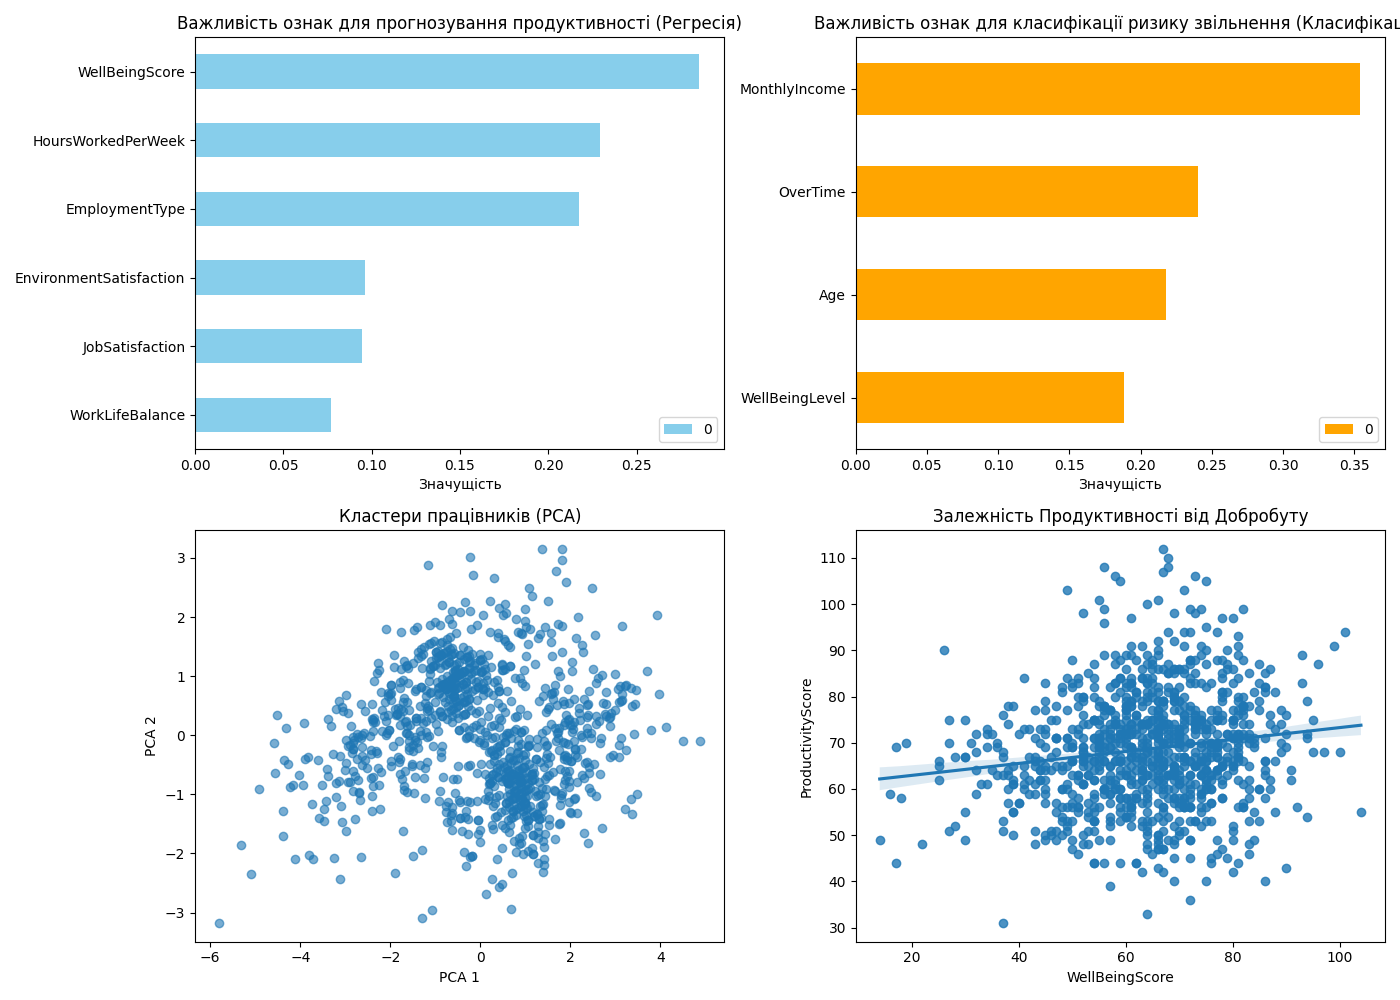 Важливість ознак для прогнозування продуктивності (Регресія)
WellBeingScore
HoursWorkedPerWeek
EmploymentType
EnvironmentSatisfaction
JobSatisfaction
WorkLifeBalance
0
0.00 0.05 0.10 0.15 0.20 0.25
Значущість
Важливість ознак для класифікації ризику звільнення (Класифікац
MonthlyIncome
OverTime
Age
WellBeingLevel
0
0.00 0.05 0.10 0.15 0.20 0.25 0.30 0.35
Значущість
Кластери працівників (PCA)
PCA 2
3
2
1
0
−1
−2
−3
−6 −4 −2 0 2 4
PCA 1
Залежність Продуктивності від Добробуту
ProductivityScore
110
100
90
80
70
60
50
40
30
20 40 60 80 100
WellBeingScore